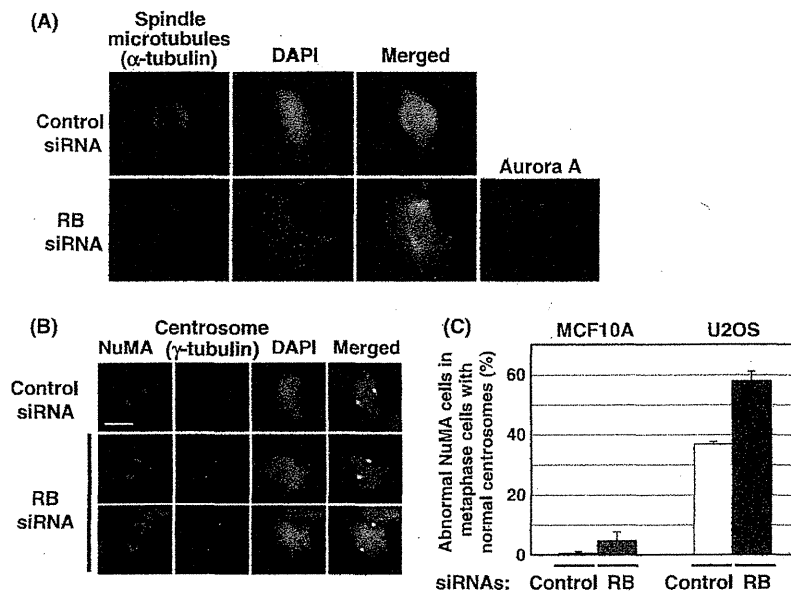 (A)
Spindle
microtubules
(α-tubulin)
DAPI
Merged
Control
siRNA
Aurora A
RB
siRNA
(B)
Centrosome
NuMA (γ-tubulin) DAPI Merged
Control
siRNA
RB
siRNA
(C)
MCF10A
U2OS
Abnormal NuMA cells in
metaphase cells with
normal centrosomes (%)
60
40
20
0
siRNAs: Control RB Control RB